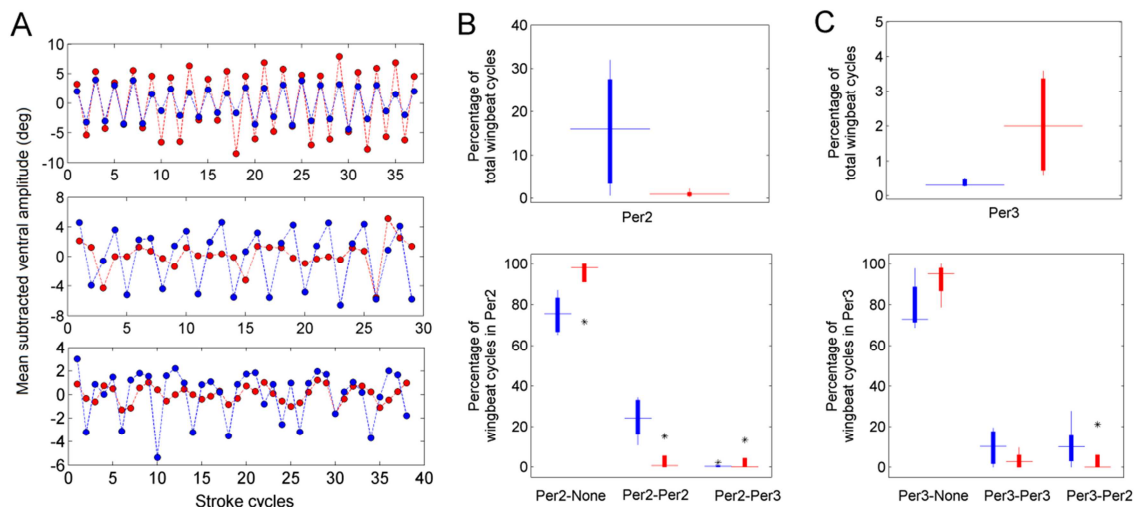 A
B
C
Mean subtracted ventral amplitude (deg)
10
5
0
-5
-10
0 5 10 15 20 25 30 35
8
4
0
-4
-8
0 5 10 15 20 25 30
4
2
0
-2
-4
-6
0 5 10 15 20 25 30 35 40
Stroke cycles
Percentage of
total wingbeat cycles
40
30
20
10
0
Per2
Percentage of
wingbeat cycles in Per2
100
80
60
40
20
0
Per2-None Per2-Per2 Per2-Per3
Percentage of
total wingbeat cycles
5
4
3
2
1
0
Per3
Percentage of
wingbeat cycles in Per3
100
80
60
40
20
0
Per3-None Per3-Per3 Per3-Per2